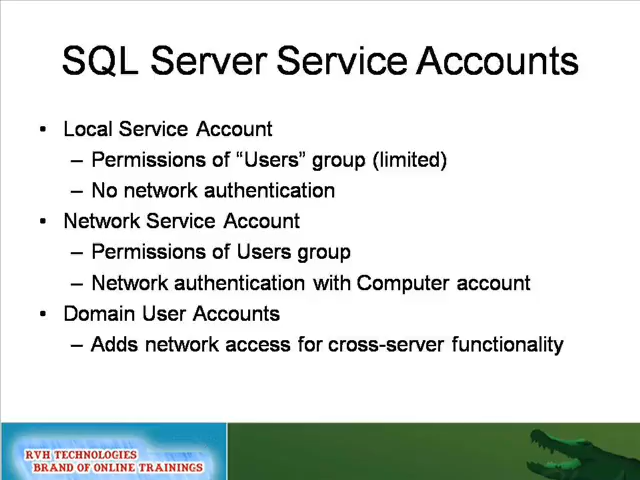 SQL Server Service Accounts
• Local Service Account
– Permissions of “Users” group (limited)
– No network authentication
• Network Service Account
– Permissions of Users group
– Network authentication with Computer account
• Domain User Accounts
– Adds network access for cross-server functionality
RVH TECHNOLOGIES
BRAND OF ONLINE TRAININGS